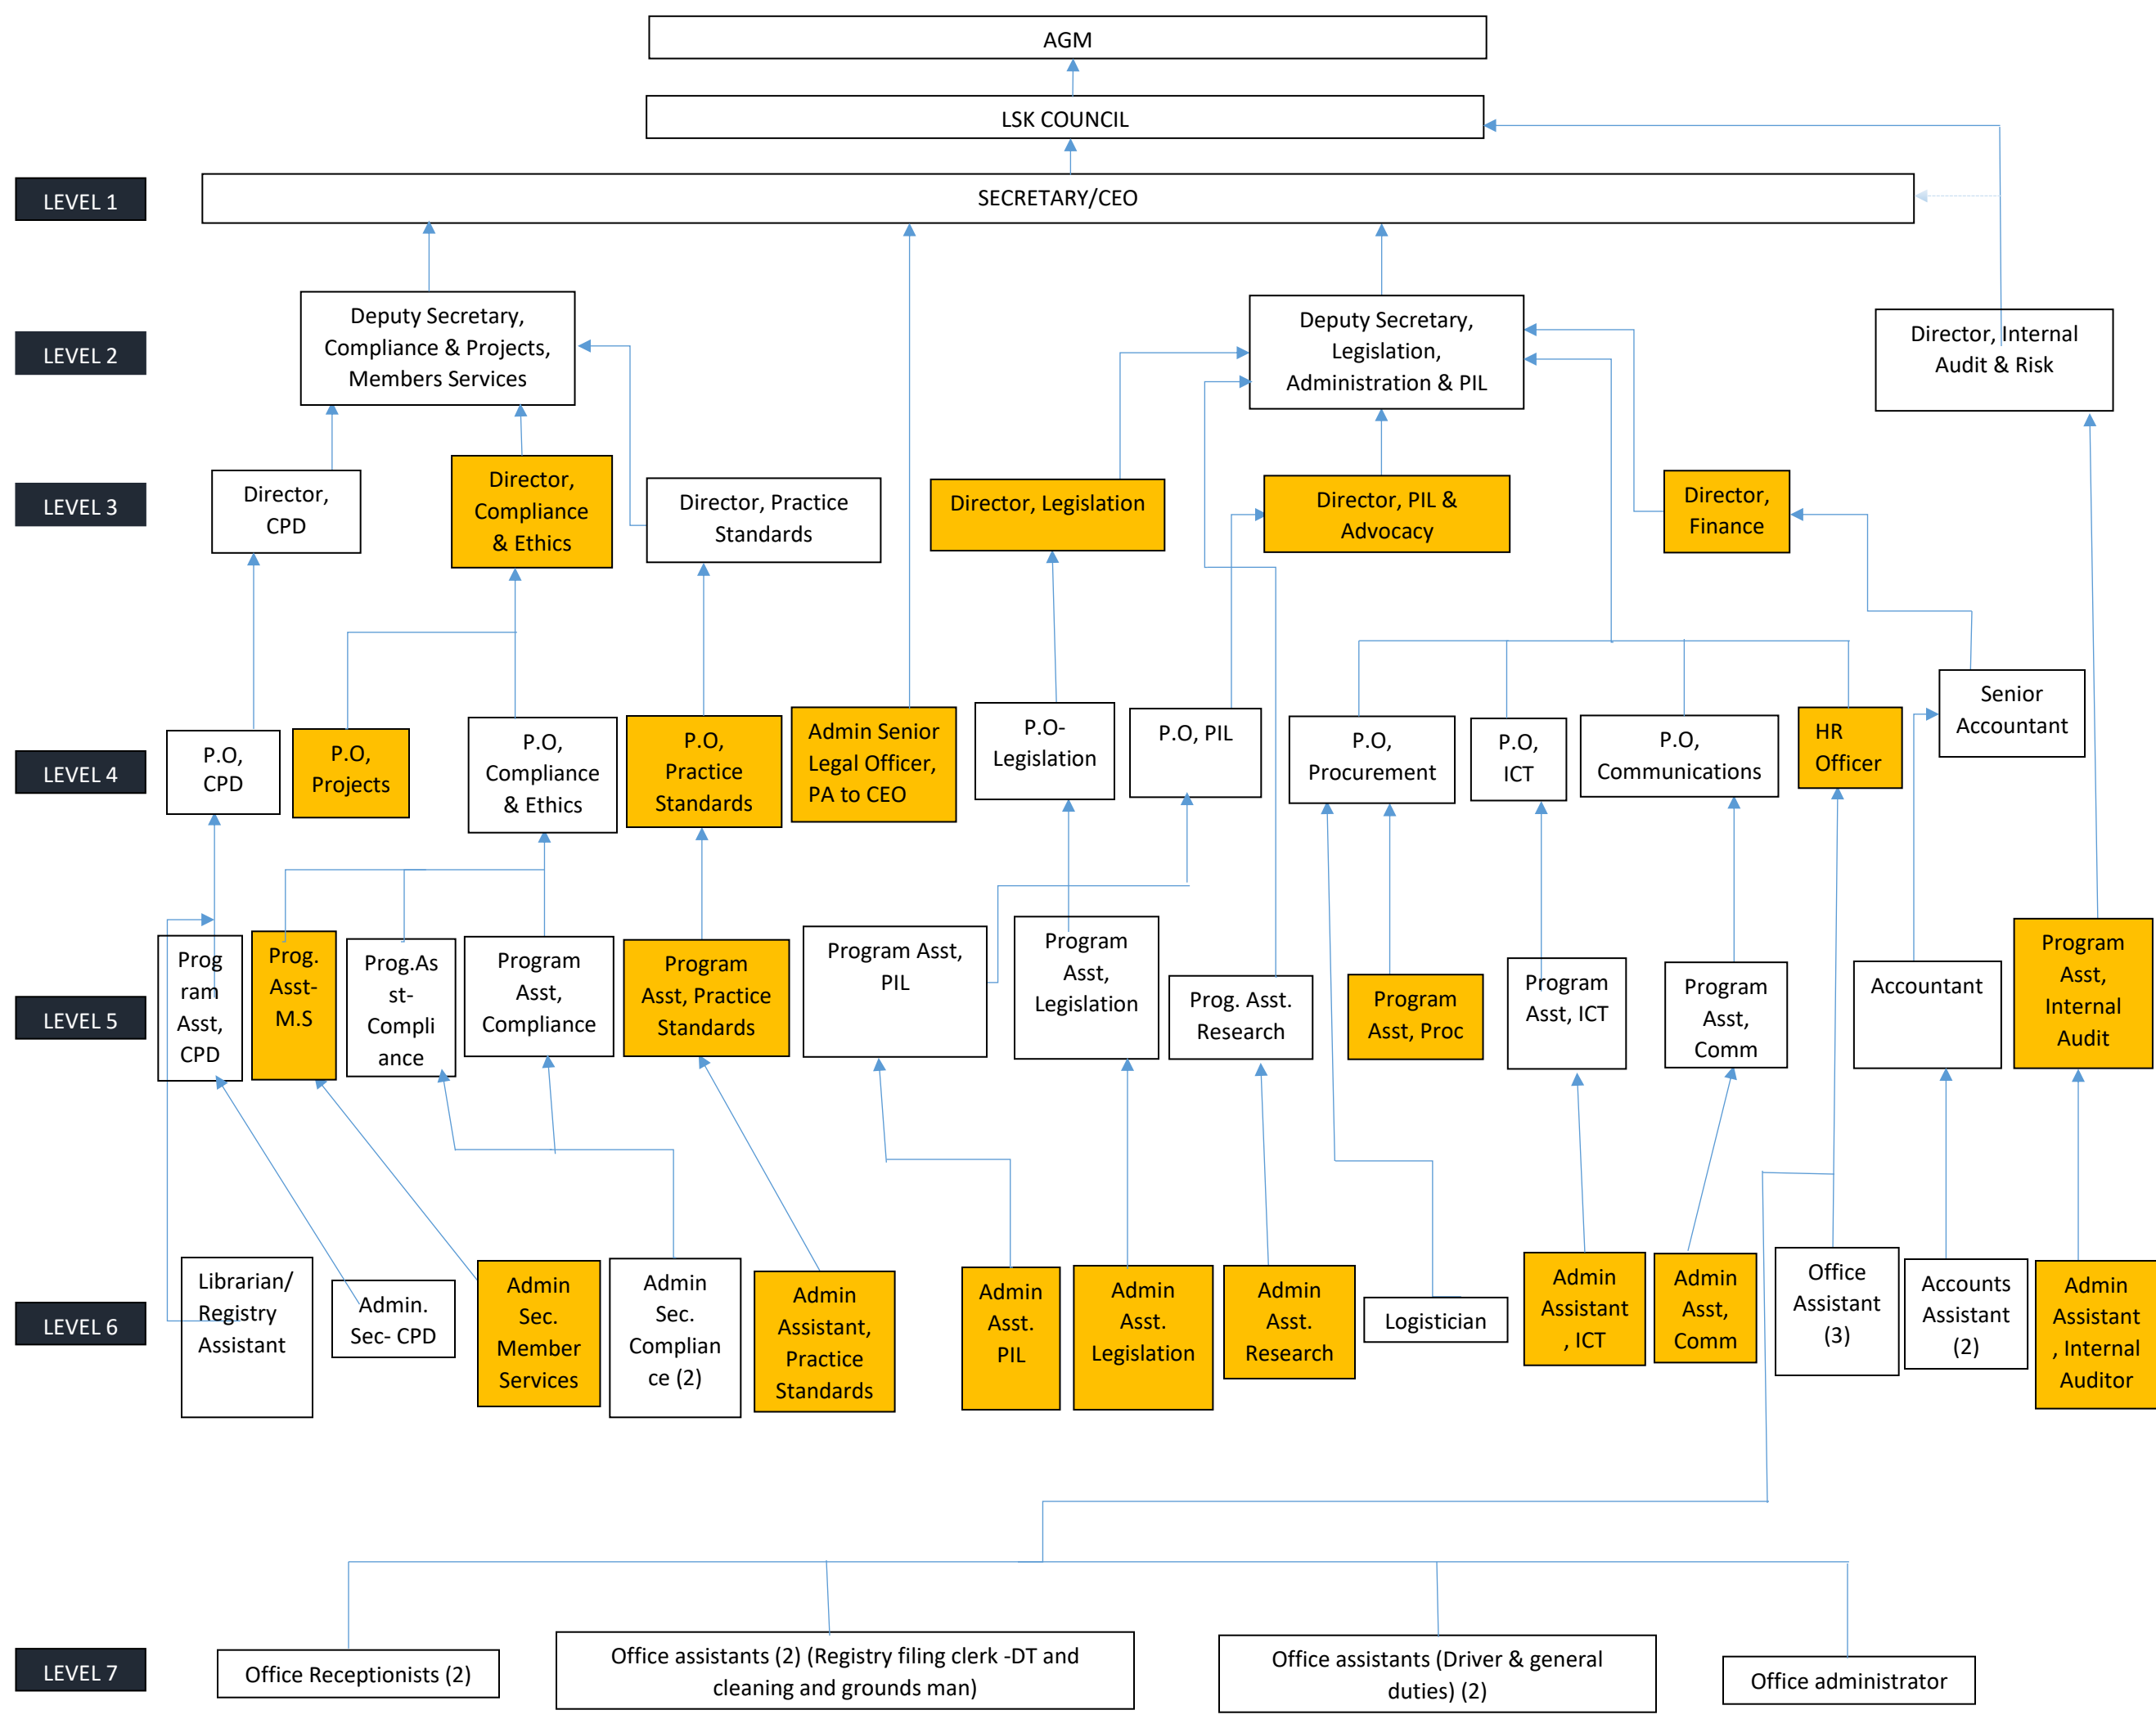 AGM
LSK COUNCIL
LEVEL 1
SECRETARY/CEO
LEVEL 2
Deputy Secretary,
Compliance & Projects,
Members Services
Deputy Secretary,
Legislation,
Administration & PIL
Director, Internal
Audit & Risk
LEVEL 3
Director,
CPD
Director,
Compliance
& Ethics
Director, Practice
Standards
Director, Legislation
Director, PIL &
Advocacy
Director,
Finance
LEVEL 4
P.O,
CPD
P.O,
Projects
P.O,
Compliance
& Ethics
P.O,
Practice
Standards
Admin Senior
Legal Officer,
PA to CEO
P.O-
Legislation
P.O, PIL
P.O,
Procurement
P.O,
ICT
P.O,
Communications
HR
Officer
Senior
Accountant
LEVEL 5
Prog
ram
Asst,
CPD
Prog.
Asst-
M.S
Prog.As
st-
Compli
ance
Program
Asst,
Compliance
Program
Asst, Practice
Standards
Program Asst,
PIL
Program
Asst,
Legislation
Prog. Asst.
Research
Program
Asst, Proc
Program
Asst, ICT
Program
Asst,
Comm
Accountant
Program
Asst,
Internal
Audit
LEVEL 6
Librarian/
Registry
Assistant
Admin.
Sec- CPD
Admin
Sec.
Member
Services
Admin
Sec.
Complian
ce (2)
Admin
Assistant,
Practice
Standards
Admin
Asst.
PIL
Admin
Asst.
Legislation
Admin
Asst.
Research
Logistician
Admin
Assistant
, ICT
Admin
Asst,
Comm
Office
Assistant
(3)
Accounts
Assistant
(2)
Admin
Assistant
, Internal
Auditor
LEVEL 7
Office Receptionists (2)
Office assistants (2) (Registry filing clerk -DT and
cleaning and grounds man)
Office assistants (Driver & general
duties) (2)
Office administrator